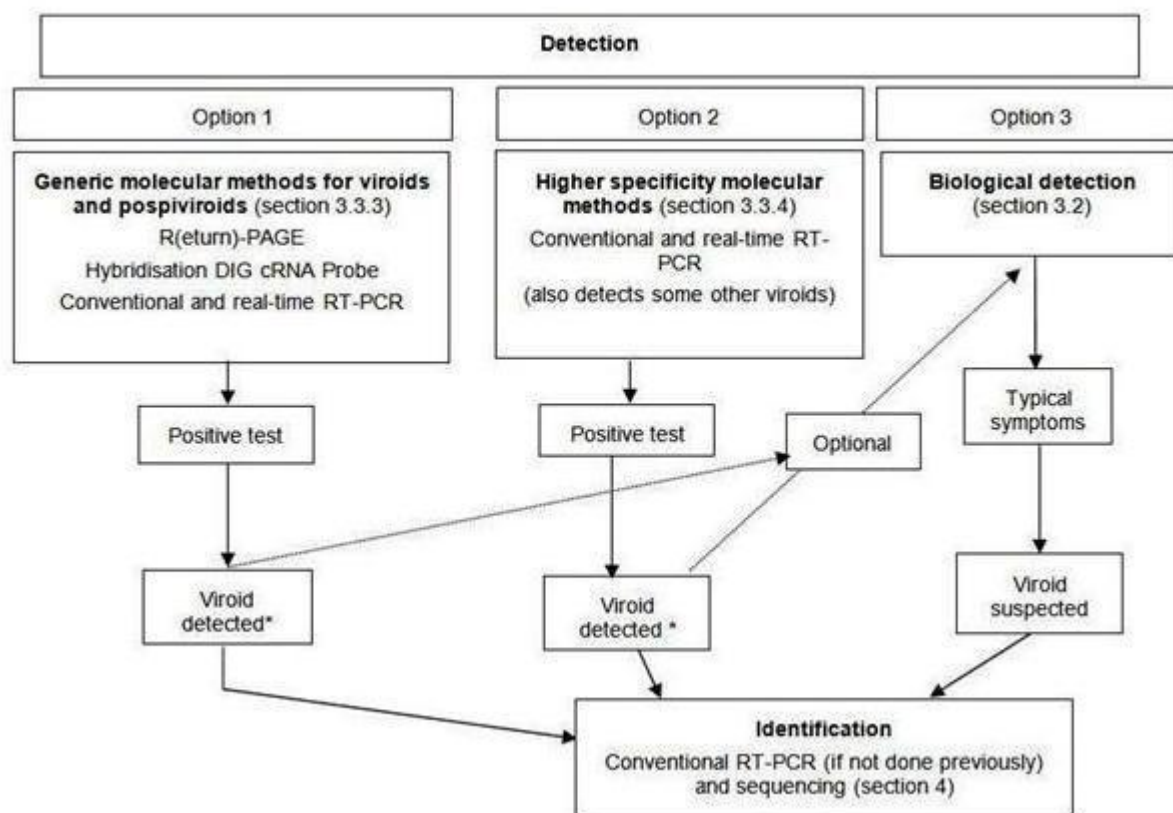 Detection
Option 1
Option 2
Option 3
Generic molecular methods for viroids
and pospiviroids (section 3.3.3)
R(eturn)-PAGE
Hybridisation DIG cRNA Probe
Conventional and real-time RT-PCR
Higher specificity molecular
methods (section 3.3.4)
Conventional and real-time RT-
PCR
(also detects some other viroids)
Biological detection
(section 3.2)
Positive test
Positive test
Optional
Typical
symptoms
Viroid
detected*
Viroid
detected *
Viroid
suspected
Identification
Conventional RT-PCR (if not done previously)
and sequencing (section 4)